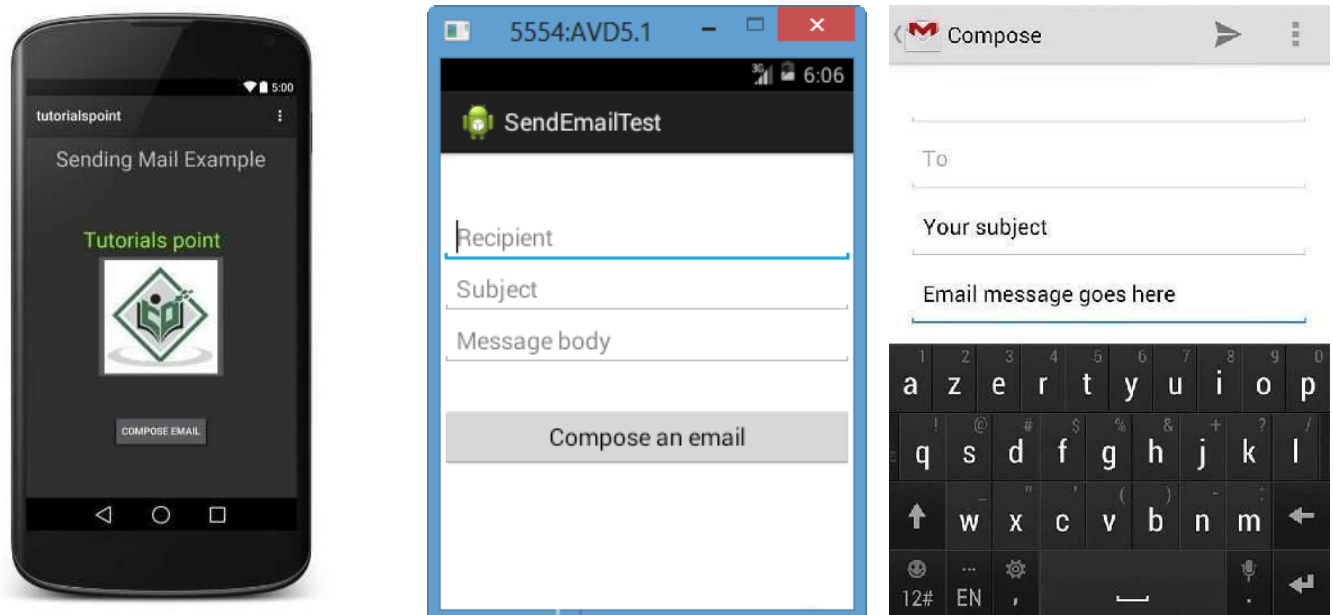 5:00
tutorialspoint
Sending Mail Example
Tutorials point
COMPOSE EMAIL
5554:AVD5.1
3G 6:06
SendEmailTest
Recipient
Subject
Message body
Compose an email
Compose
To
Your subject
Email message goes here
1 2 3 4 5 6 7 8 9 0
a z e r t y u i o p
! @ # $ % & + ? /
q s d f g h j k l
_ " ' ( ) - :
w x c v b n m
...
12# EN , .